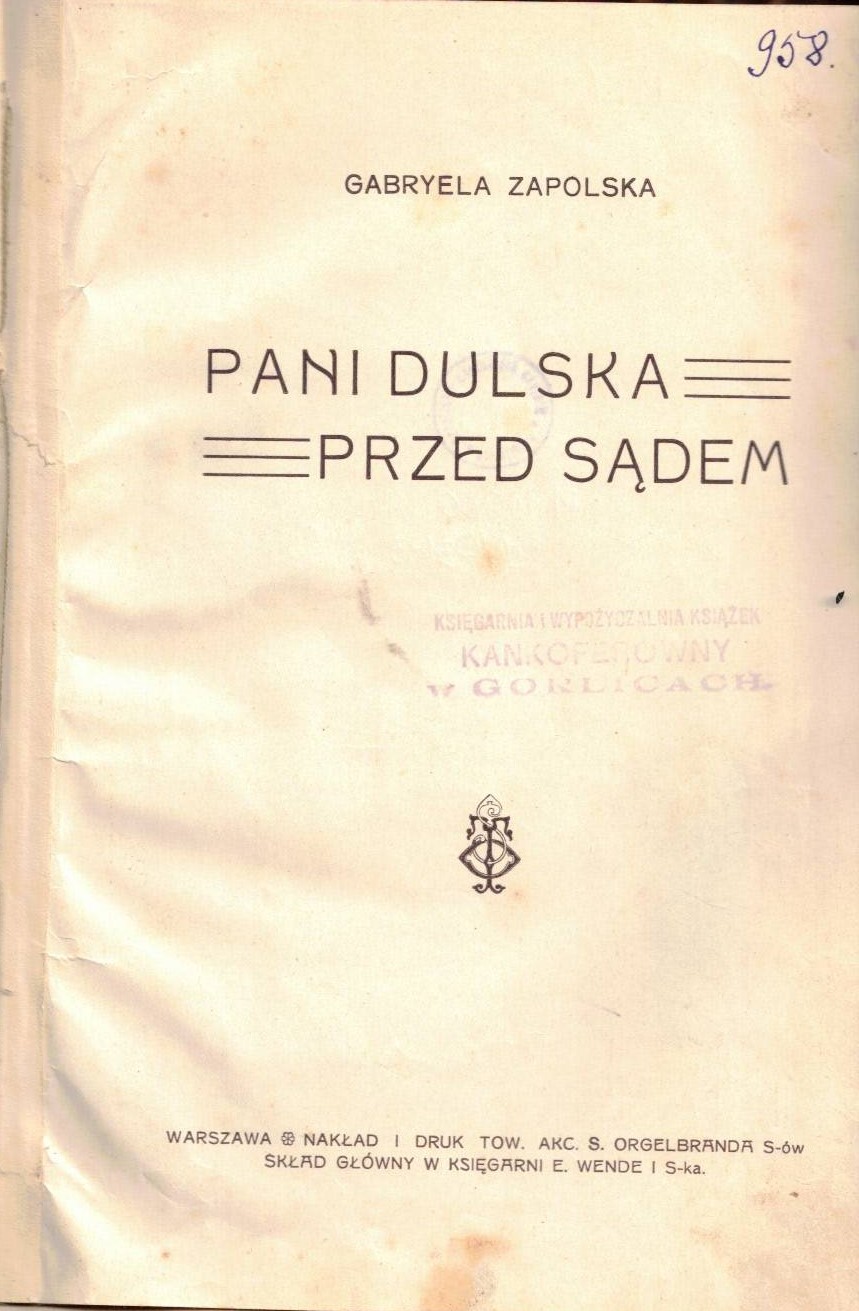 958.
GABRYELA ZAPOLSKA
PANI DULSKA
PRZED SĄDEM
KSIĘGARNIA I WYPOŻYCZALNIA KSIĄŻEK
KANKOFERÓWNY
w GORLICACH
WARSZAWA NAKŁAD I DRUK TOW. AKC. S. ORGELBRANDA S-ów
SKŁAD GŁÓWNY W KSIĘGARNI E. WENDE I S-ka.